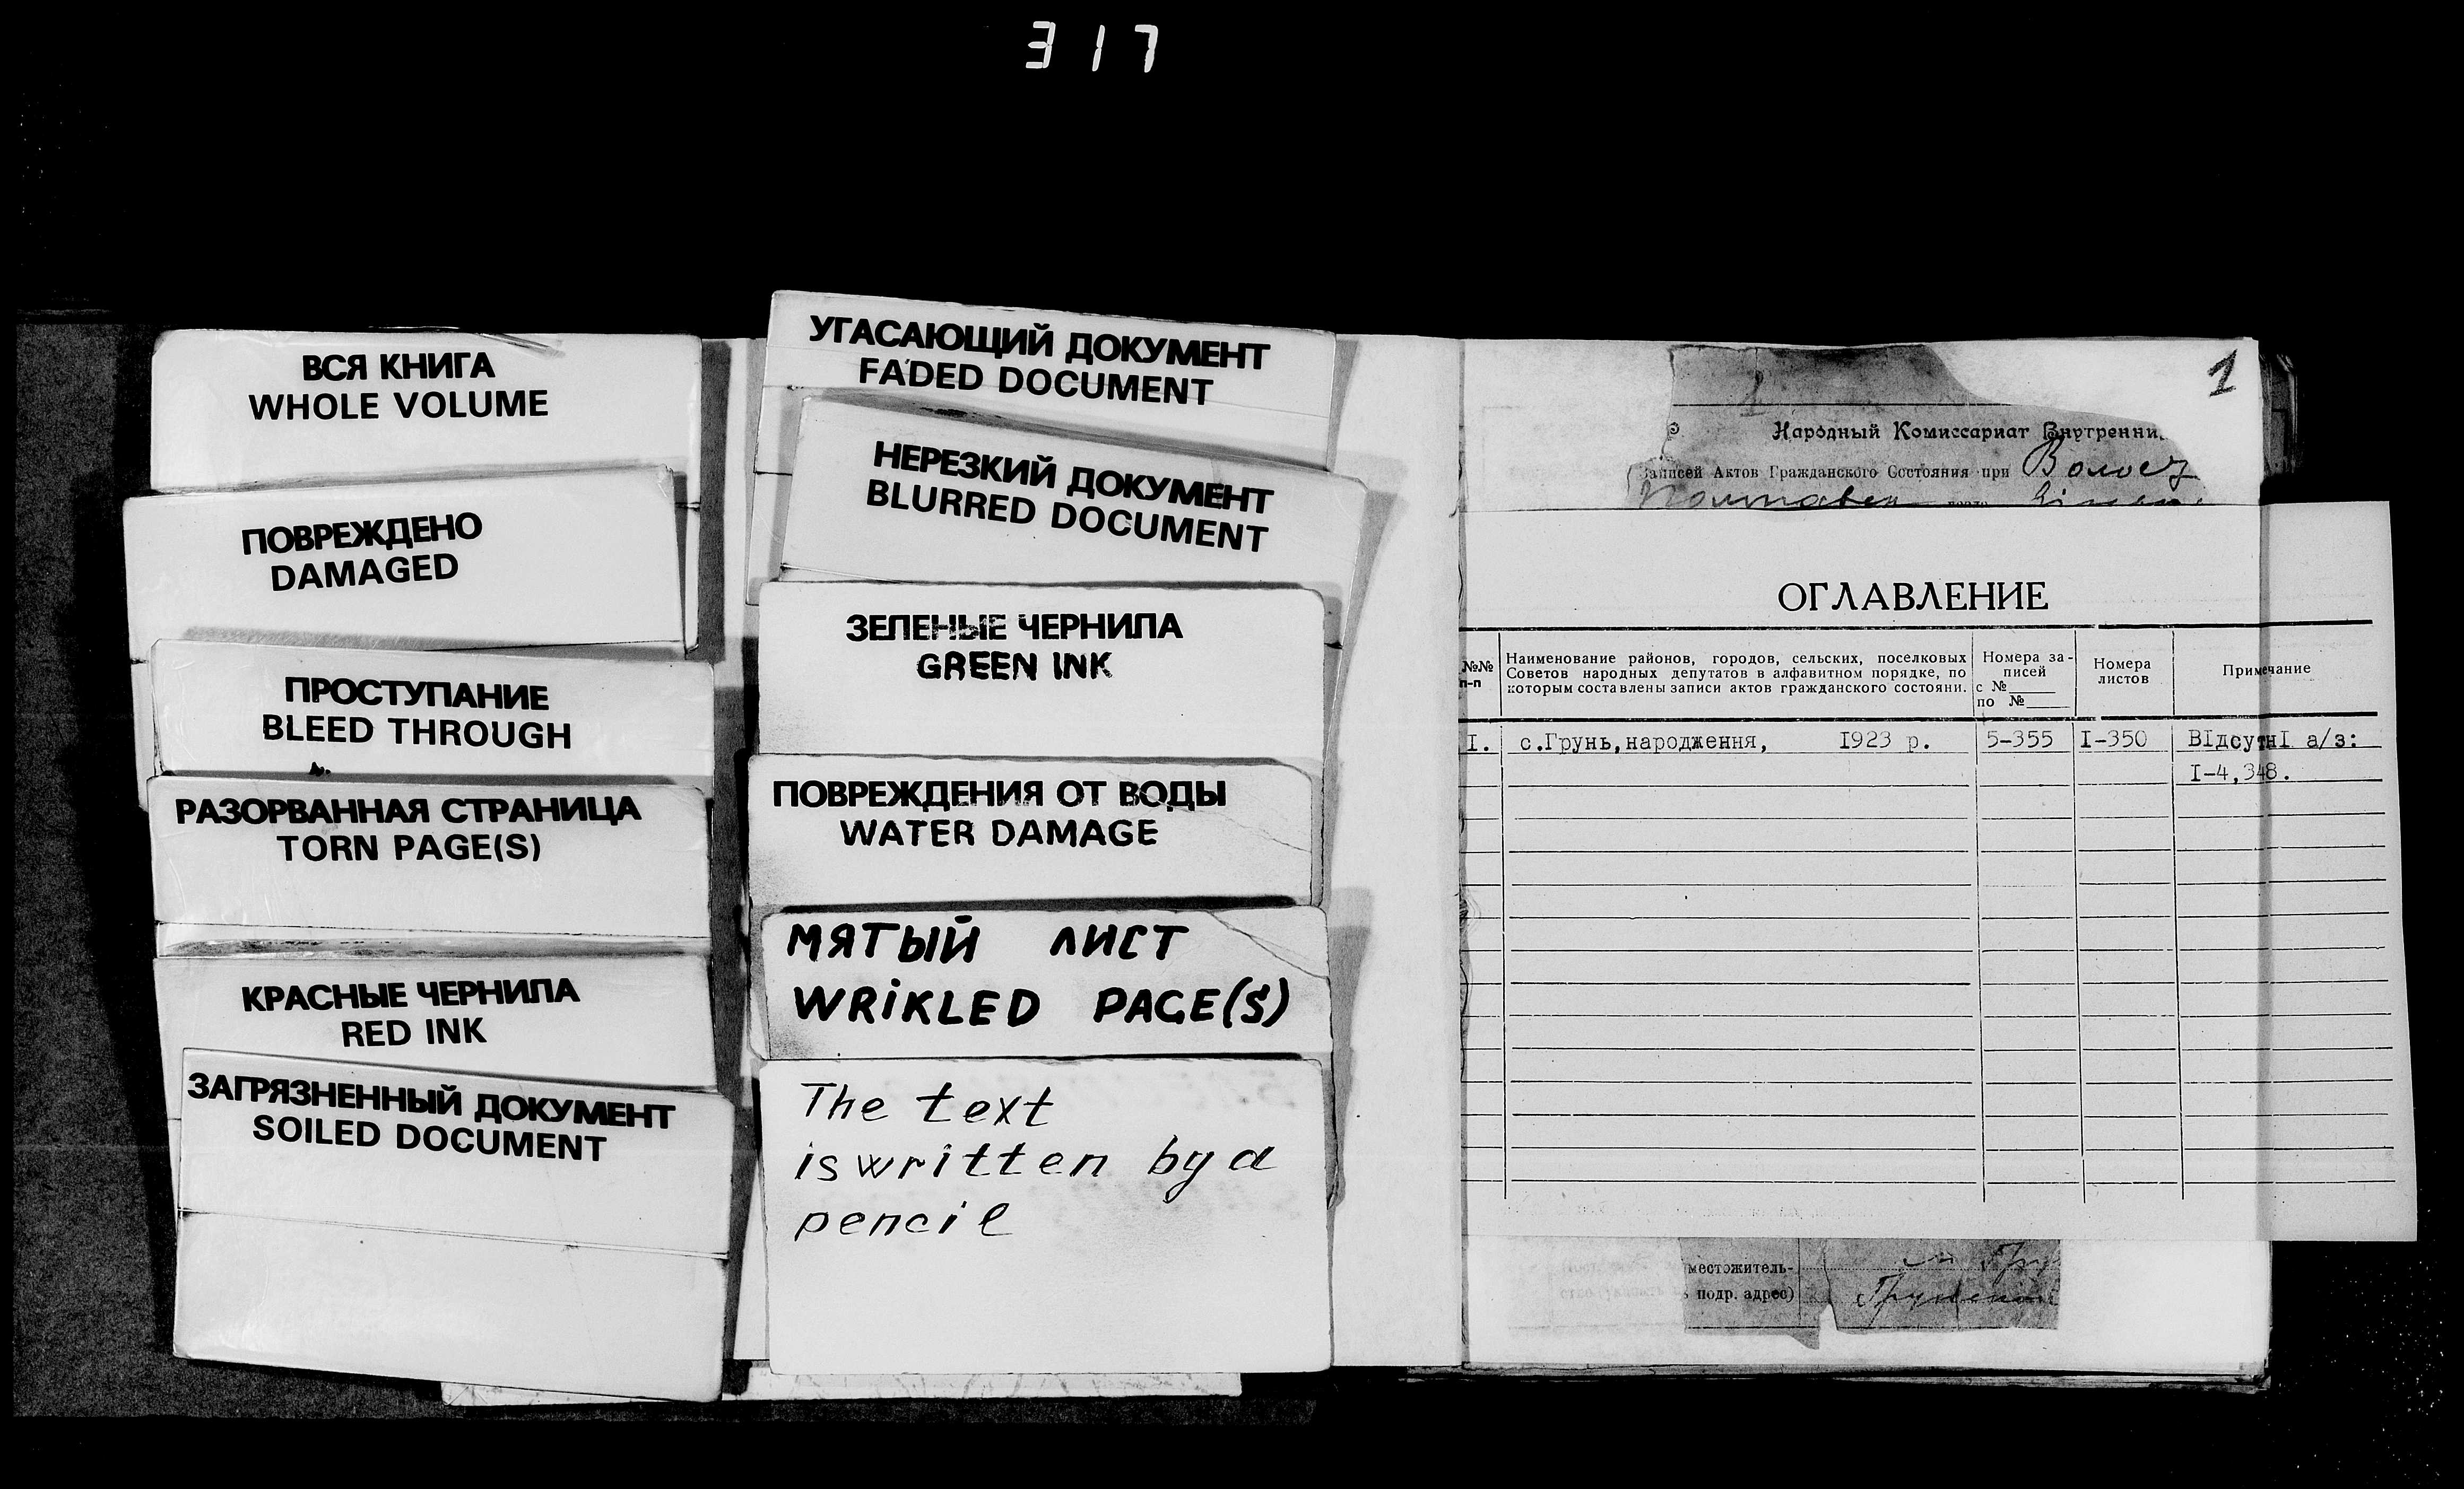 317
ВСЯ КНИГА
WHOLE VOLUME
ПОВРЕЖДЕНО
DAMAGED
ПРОСТУПАНИЕ
BLEED THROUGH
РАЗОРВАННАЯ СТРАНИЦА
TORN PAGE(S)
КРАСНЫЕ ЧЕРНИЛА
RED INK
ЗАГРЯЗНЕННЫЙ ДОКУМЕНТ
SOILED DOCUMENT
УГАСАЮЩИЙ ДОКУМЕНТ
FADED DOCUMENT
НЕРЕЗКИЙ ДОКУМЕНТ
BLURRED DOCUMENT
ЗЕЛЕНЫЕ ЧЕРНИЛА
GREEN INK
ПОВРЕЖДЕНИЯ ОТ ВОДЫ
WATER DAMAGE
МЯТЫЙ ЛИСТ
WRIKLED PAGE(S)
The text
is written by a
pencil
1
Народный Комиссариат Внутренни
Записей Актов Гражданского Состояния при
ОГЛАВЛЕНИЕ
№№ п-п
Наименование районов, городов, сельских, поселковых
Советов народных депутатов в алфавитном порядке, по
которым составлены записи актов гражданского состояни.
Номера за-
писей
с №
по №
Номера
листов
Примечание
I. с.Грунь,народження, 1923 р. 5-355 I-350 ВIдсутнI а/з:
I-4,348.
местожитель-
подр. адрес)